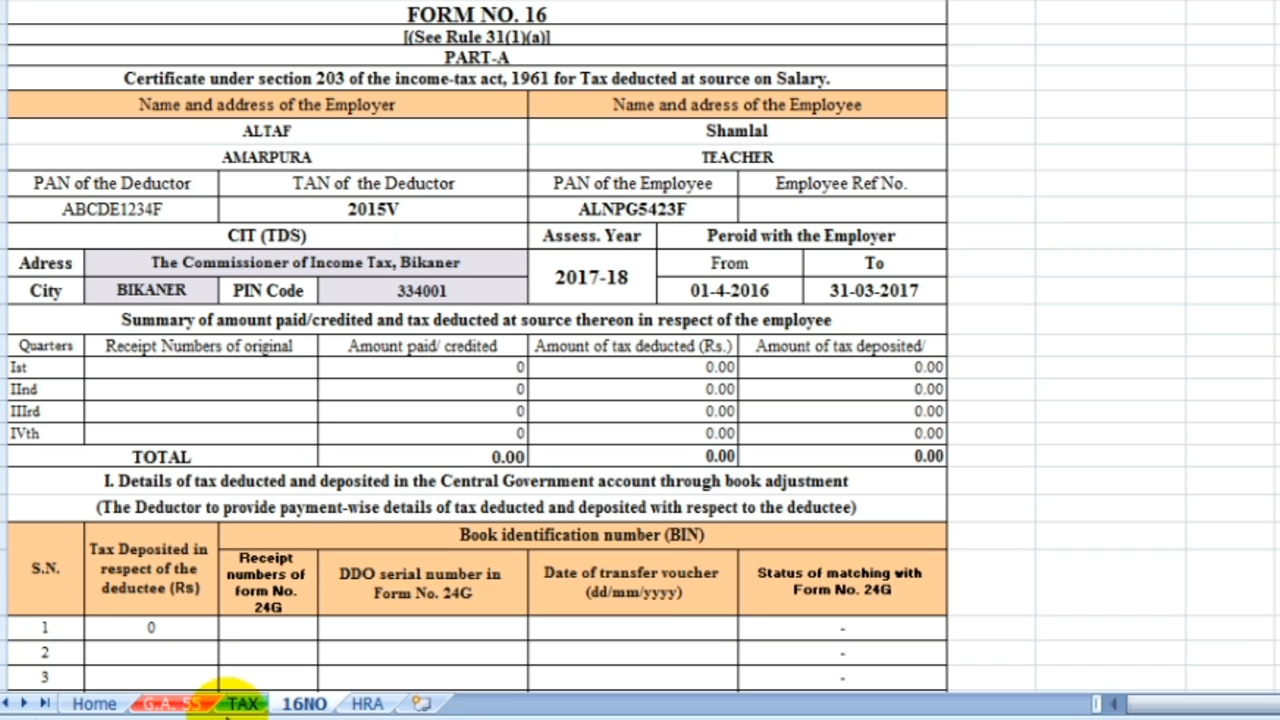 FORM NO. 16
[(See Rule 31(1)(a)]
PART-A
Certificate under section 203 of the income-tax act, 1961 for Tax deducted at source on Salary.
Name and address of the Employer Name and adress of the Employee
ALTAF Shamlal
AMARPURA TEACHER
PAN of the Deductor TAN of the Deductor PAN of the Employee Employee Ref No.
ABCDE1234F 2015V ALNPG5423F
CIT (TDS) Assess. Year Peroid with the Employer
Adress The Commissioner of Income Tax, Bikaner 2017-18 From To
City BIKANER PIN Code 334001 01-4-2016 31-03-2017
Summary of amount paid/credited and tax deducted at source thereon in respect of the employee
Quarters Receipt Numbers of original Amount paid/ credited Amount of tax deducted (Rs.) Amount of tax deposited/
Ist 0 0.00 0.00
IInd 0 0.00 0.00
IIIrd 0 0.00 0.00
IVth 0 0.00 0.00
TOTAL 0.00 0.00 0.00
I. Details of tax deducted and deposited in the Central Government account through book adjustment
(The Deductor to provide payment-wise details of tax deducted and deposited with respect to the deductee)
S.N. Tax Deposited in respect of the deductee (Rs) Book identification number (BIN)
Receipt numbers of form No. 24G DDO serial number in Form No. 24G Date of transfer voucher (dd/mm/yyyy) Status of matching with Form No. 24G
1 0 -
2 -
3 -
Home G.A. 55 TAX 16NO HRA